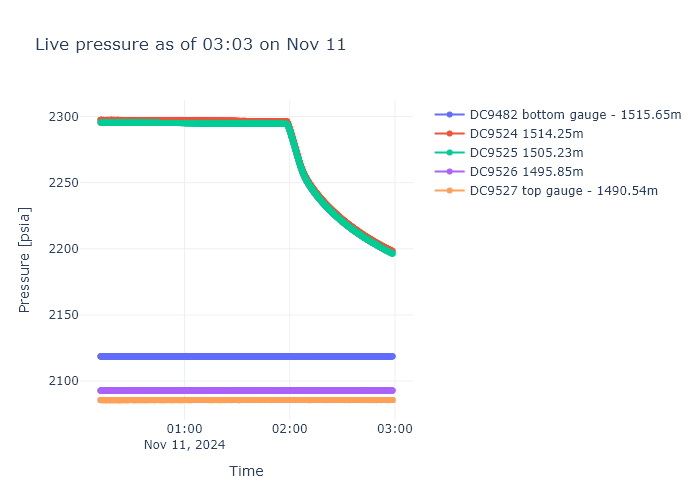 Live pressure as of 03:03 on Nov 11
2300
2250
2200
2150
2100
Pressure [psia]
01:00
Nov 11, 2024
02:00
03:00
Time
DC9482 bottom gauge - 1515.65m
DC9524 1514.25m
DC9525 1505.23m
DC9526 1495.85m
DC9527 top gauge - 1490.54m